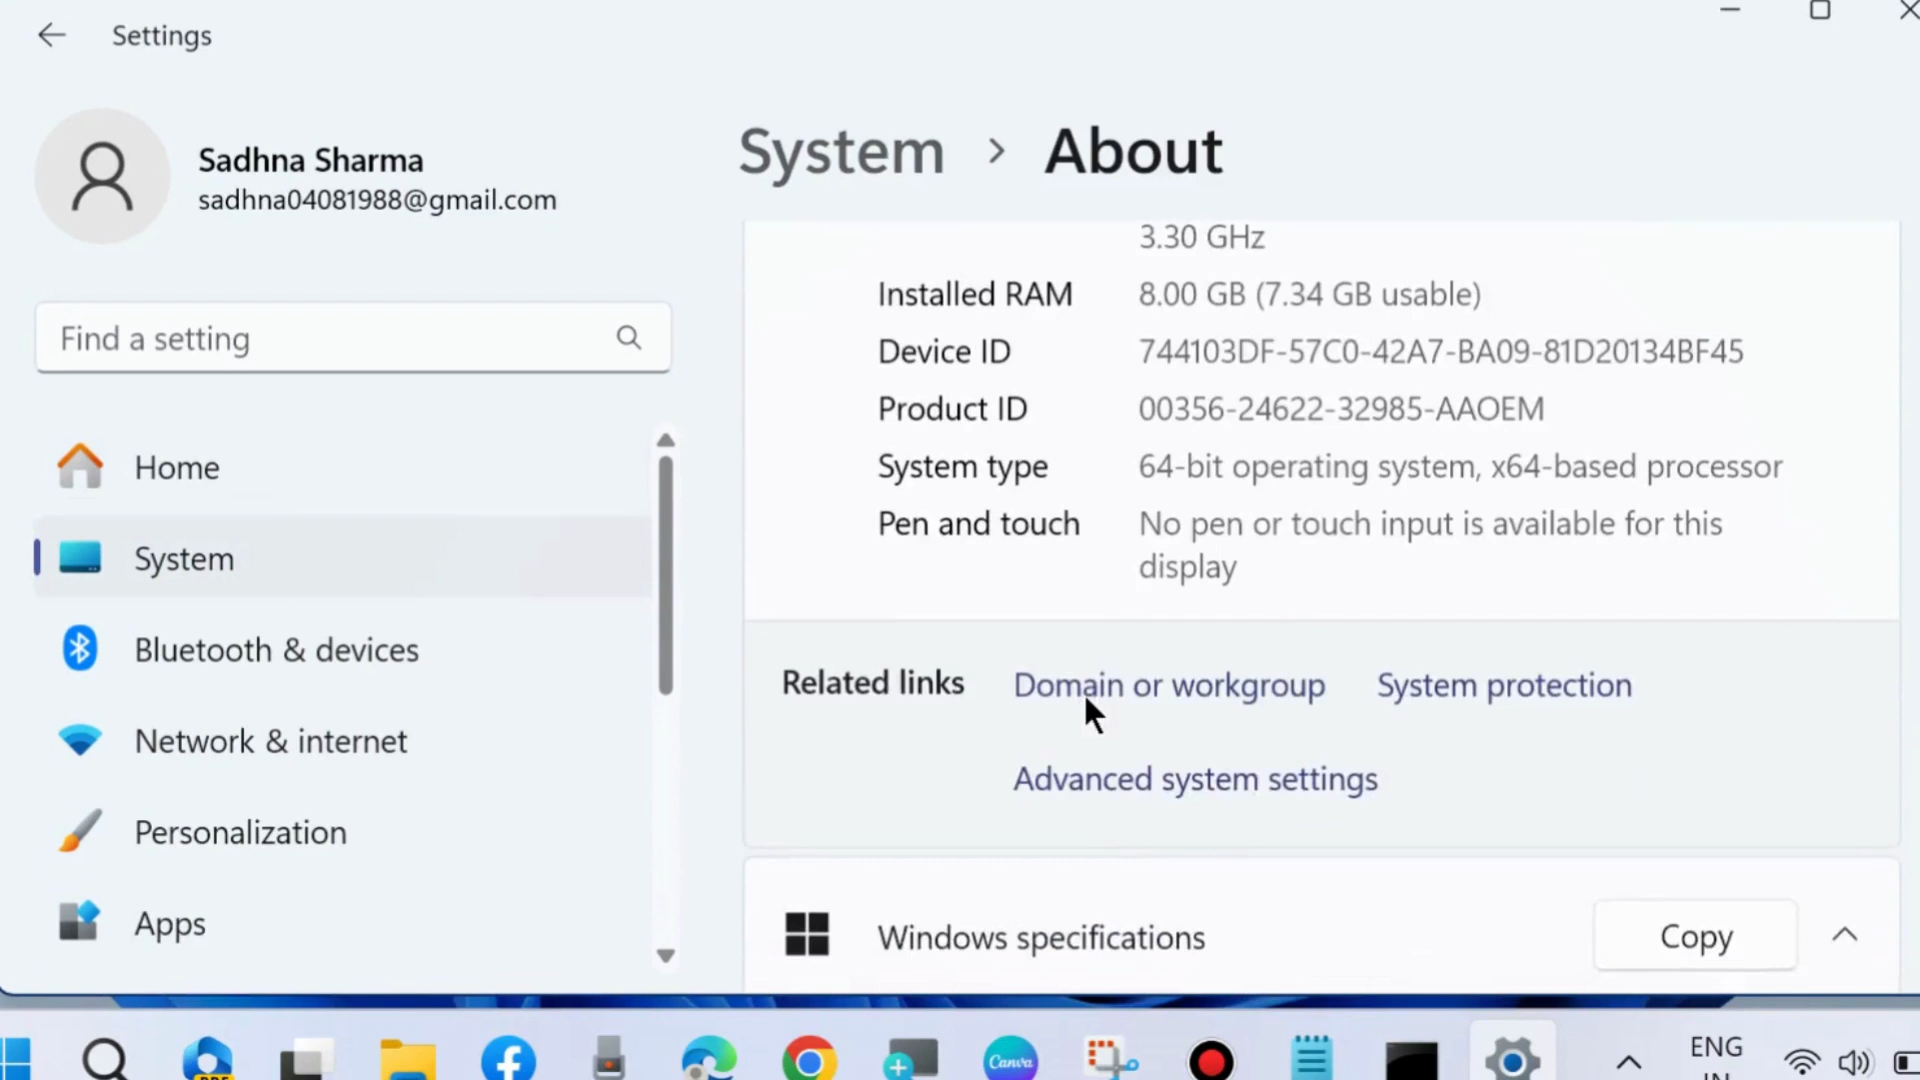 Settings
Sadhna Sharma
sadhna04081988@gmail.com
Find a setting
Home
System
Bluetooth & devices
Network & internet
Personalization
Apps
System > About
3.30 GHz
Installed RAM 8.00 GB (7.34 GB usable)
Device ID 744103DF-57C0-42A7-BA09-81D20134BF45
Product ID 00356-24622-32985-AAOEM
System type 64-bit operating system, x64-based processor
Pen and touch No pen or touch input is available for this
display
Related links Domain or workgroup System protection
Advanced system settings
Windows specifications Copy
Canva
ENG